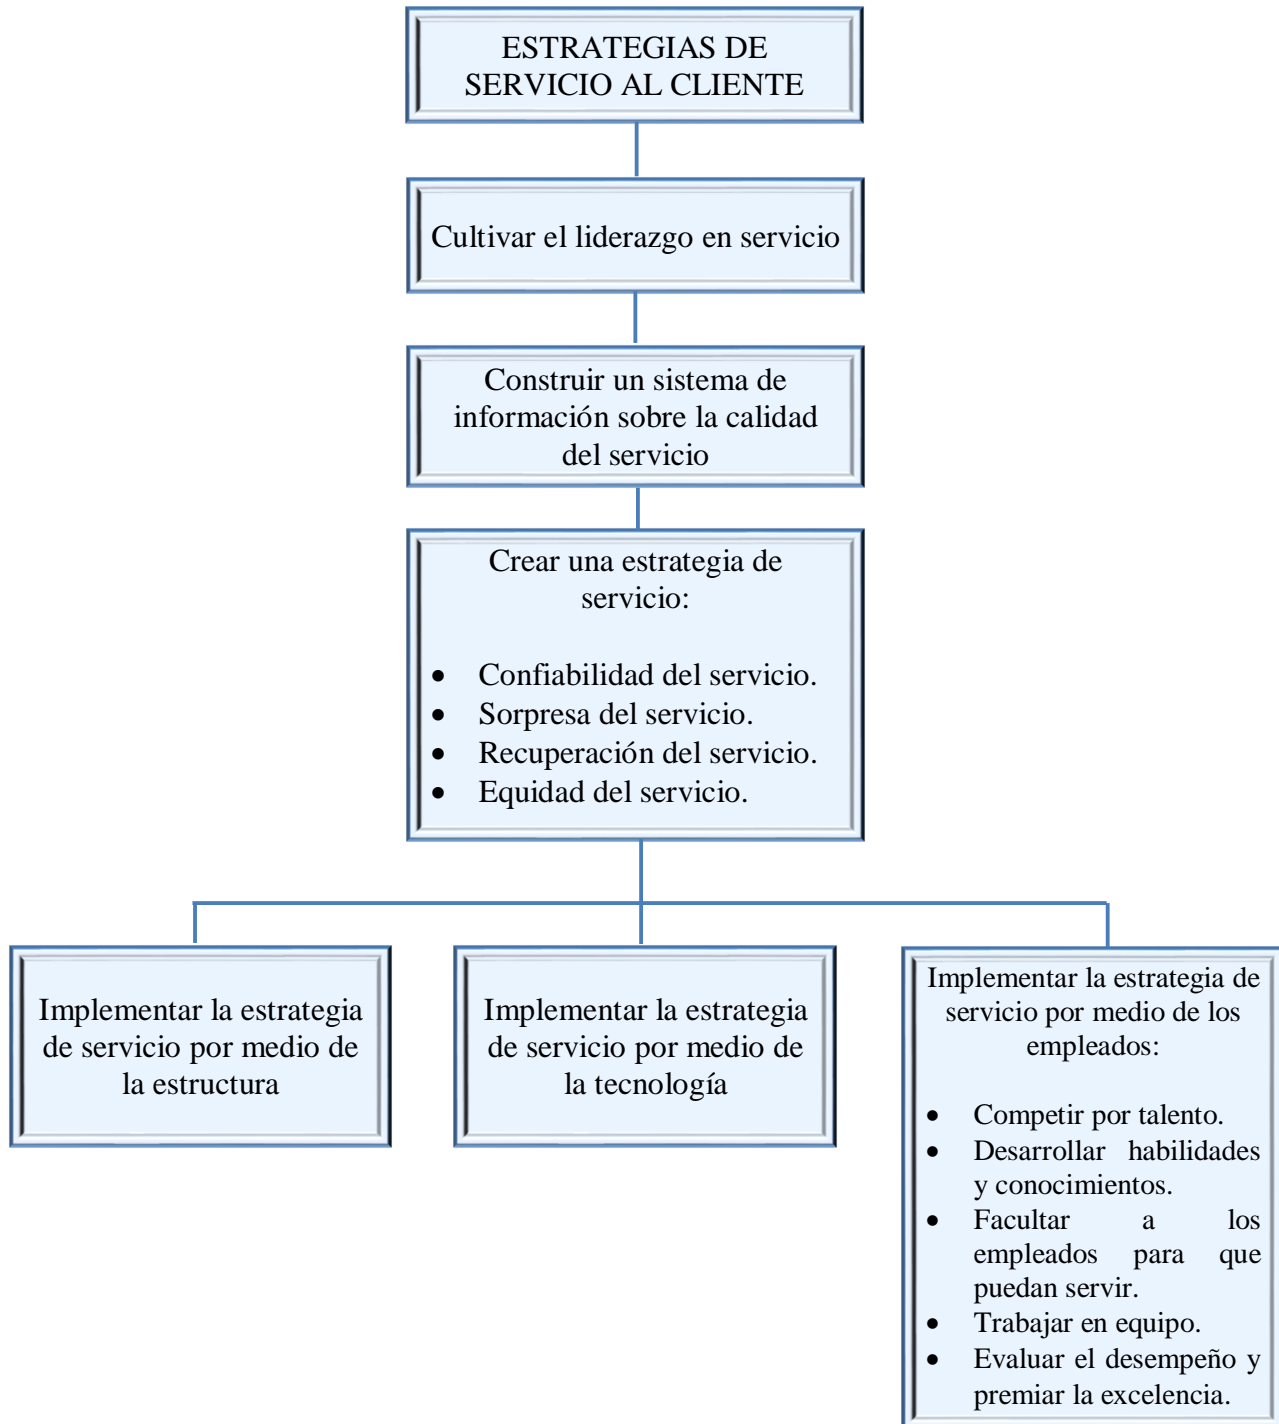 ESTRATEGIAS DE
SERVICIO AL CLIENTE
Cultivar el liderazgo en servicio
Construir un sistema de
información sobre la calidad
del servicio
Crear una estrategia de
servicio:
• Confiabilidad del servicio.
• Sorpresa del servicio.
• Recuperación del servicio.
• Equidad del servicio.
Implementar la estrategia
de servicio por medio de
la estructura
Implementar la estrategia
de servicio por medio de
la tecnología
Implementar la estrategia de
servicio por medio de los
empleados:
• Competir por talento.
• Desarrollar habilidades
y conocimientos.
• Facultar a los
empleados para que
puedan servir.
• Trabajar en equipo.
• Evaluar el desempeño y
premiar la excelencia.